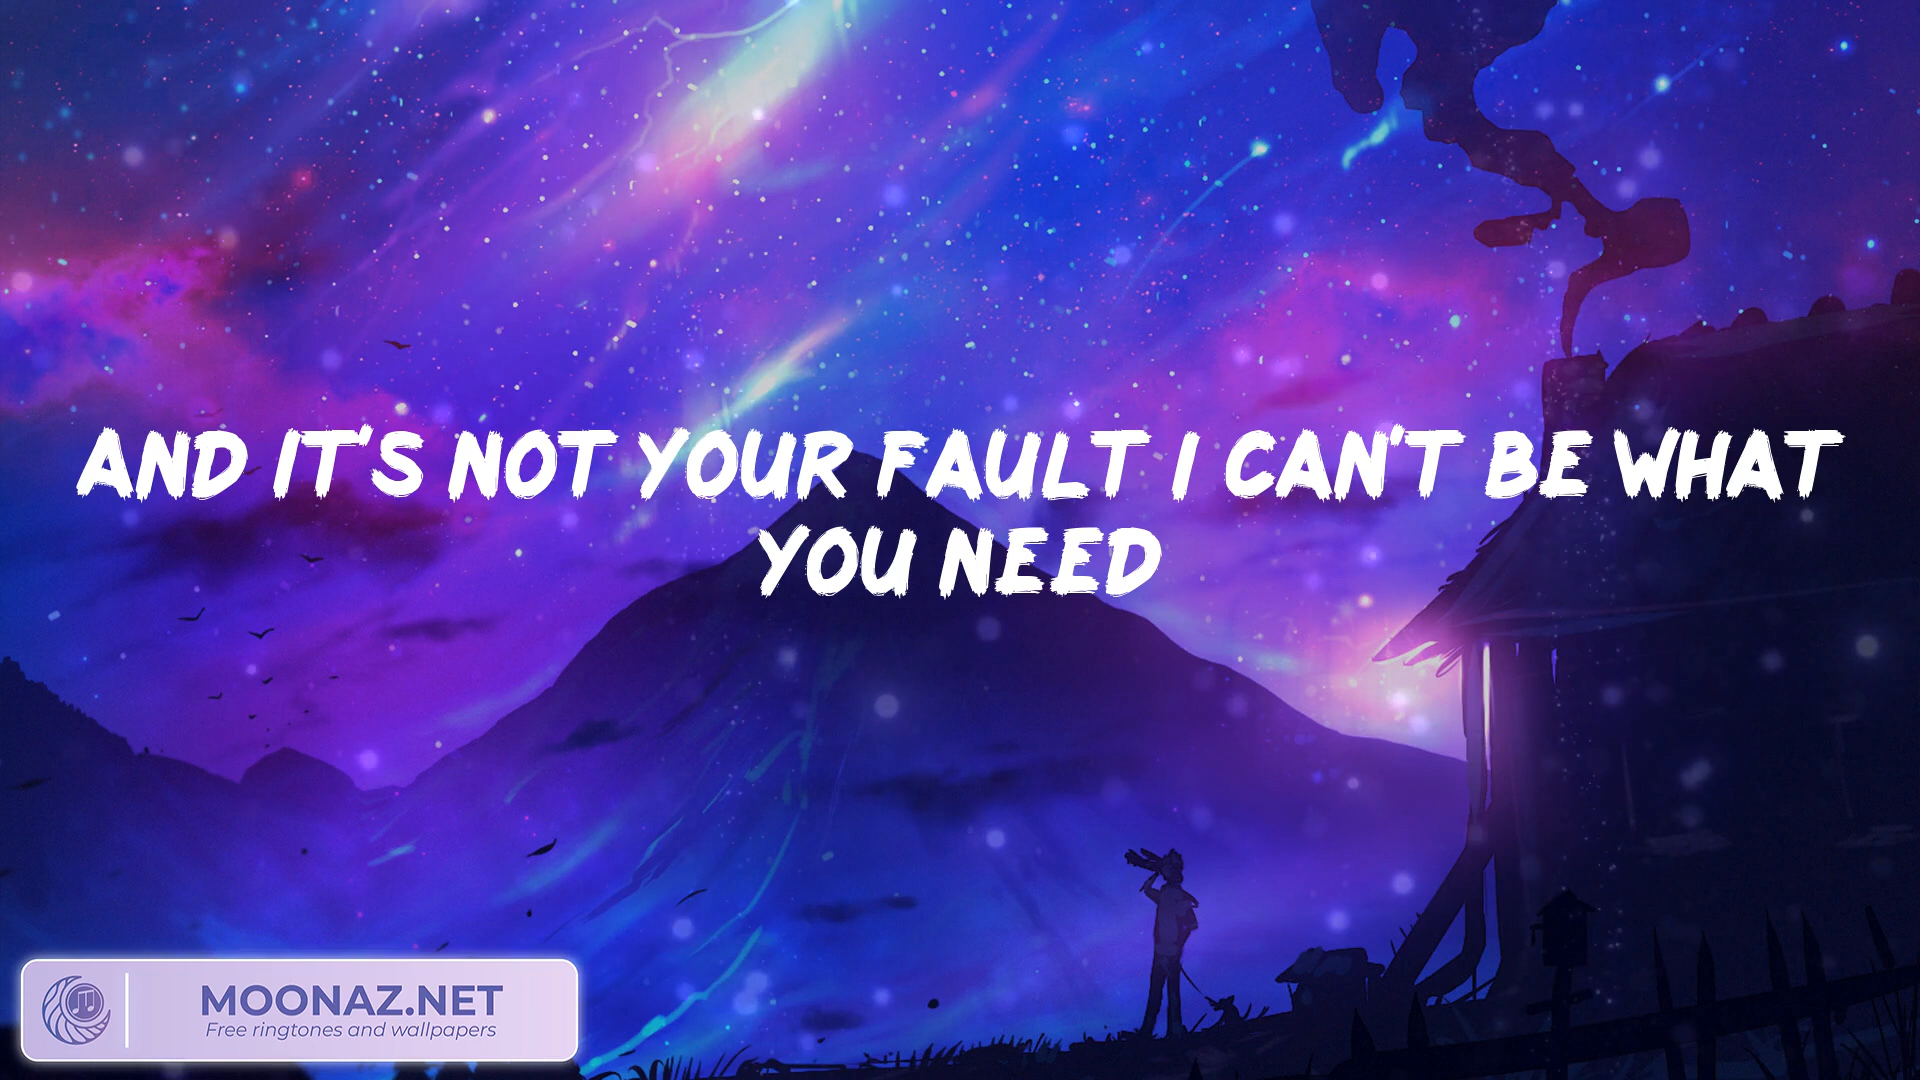 AND IT'S NOT YOUR FAULT I CAN'T BE WHAT
YOU NEED
MOONAZ.NET
Free ringtones and wallpapers